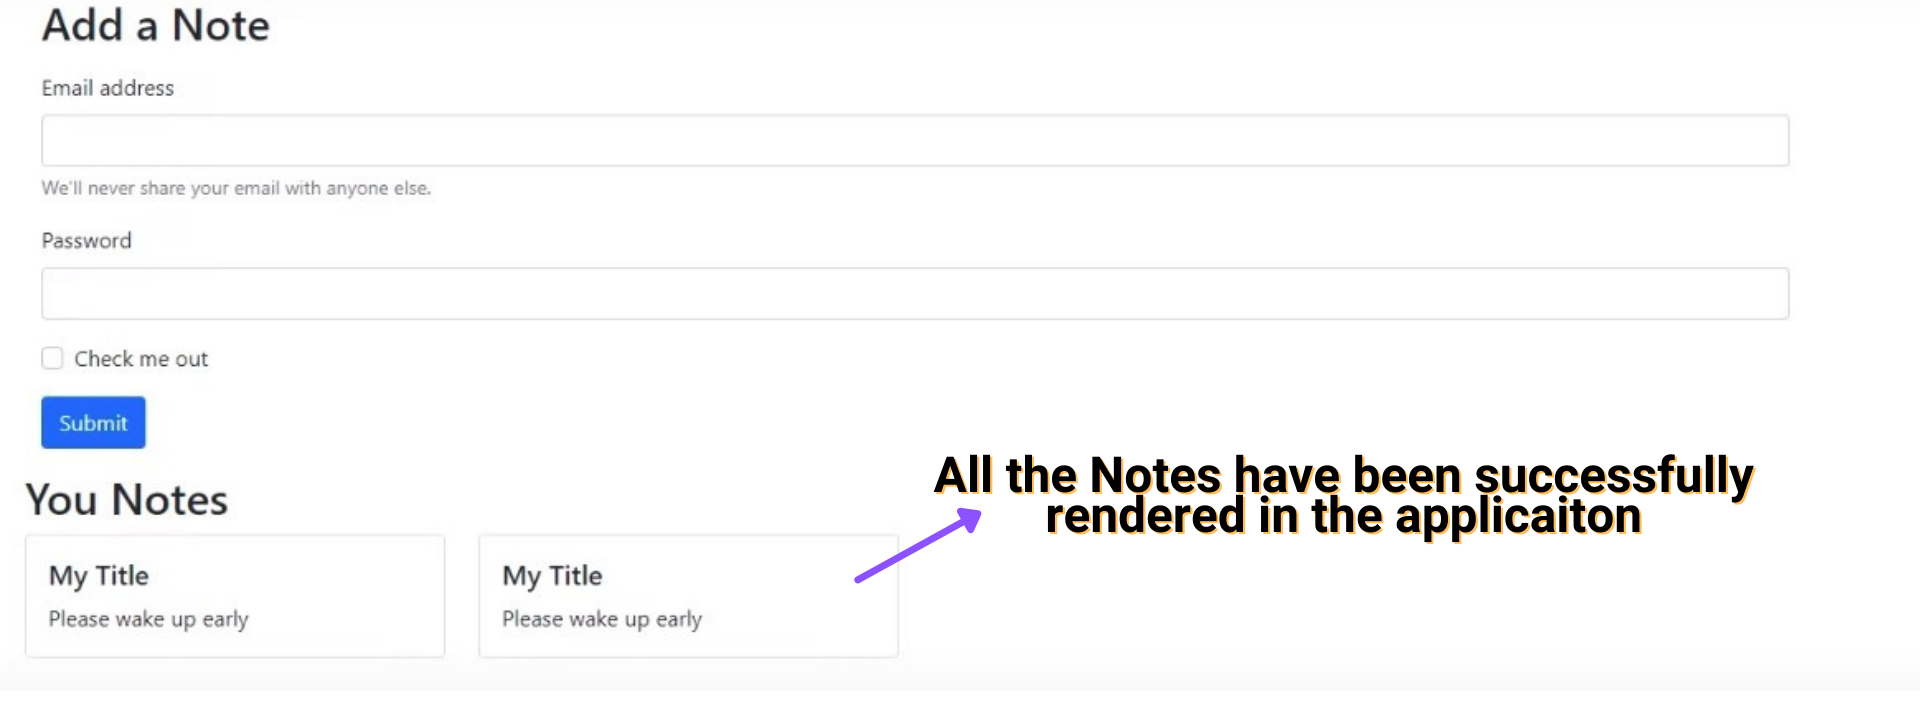 Add a Note
Email address
We'll never share your email with anyone else.
Password
Check me out
Submit
All the Notes have been successfully
rendered in the applicaiton
You Notes
My Title
Please wake up early
My Title
Please wake up early